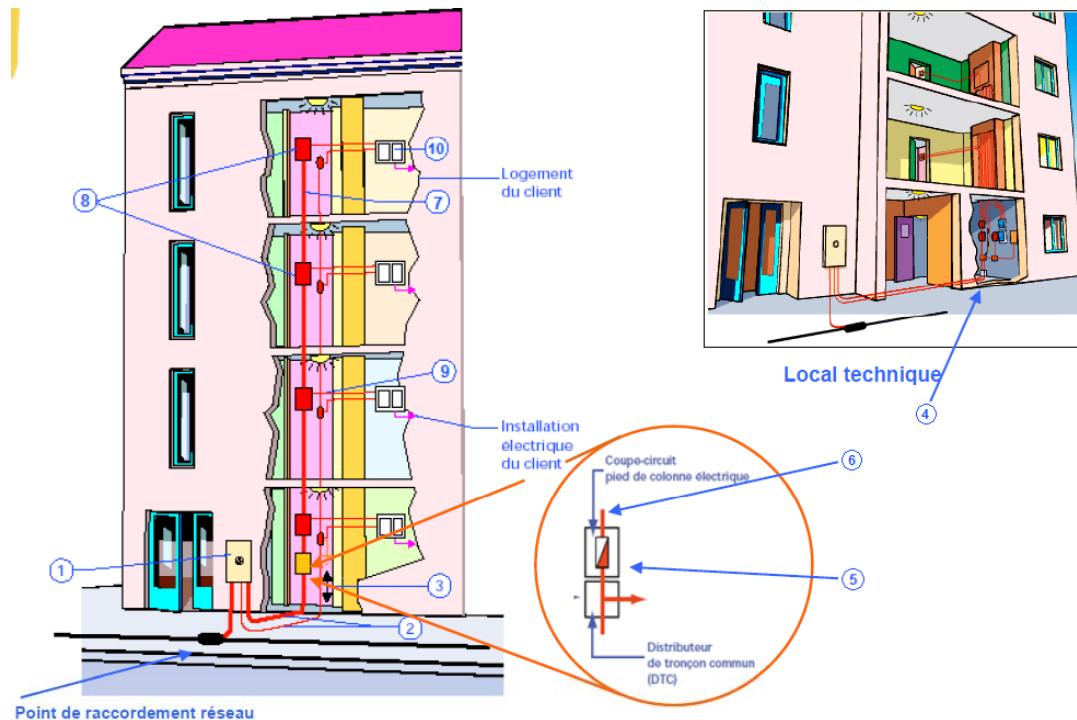 10
Logement
du client
8
7
9
Installation
électrique
du client
1
3
2
Point de raccordement réseau
Local technique
4
Coupe-circuit
pied de colonne électrique
6
5
Distributeur
de tronçon commun
(DTC)